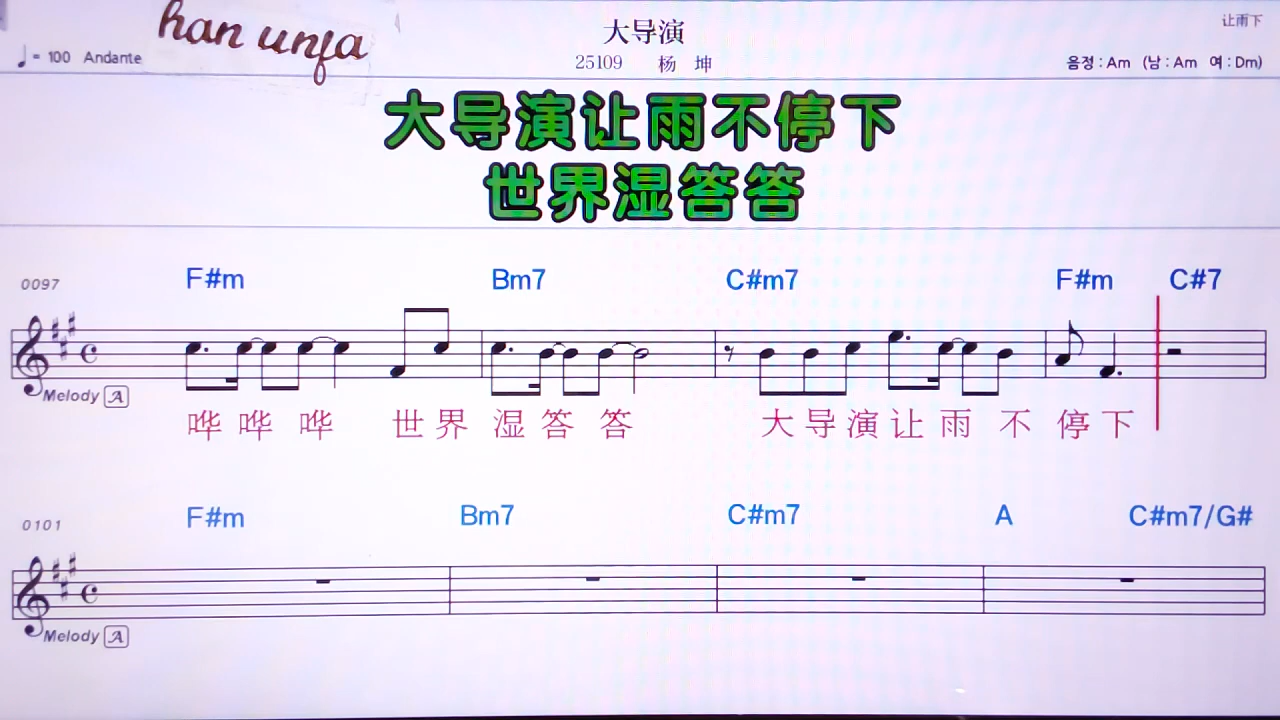 han unfa
大导演
让雨下
♩= 100 Andante
25109 杨 坤
음정 : Am (남 : Am 여 : Dm)
大导演让雨不停下
世界湿答答
0097 F#m Bm7 C#m7 F#m C#7
Melody A
哗 哗 哗 世 界 湿 答 答 大 导 演 让 雨 不 停 下
0101 F#m Bm7 C#m7 A C#m7/G#
Melody A